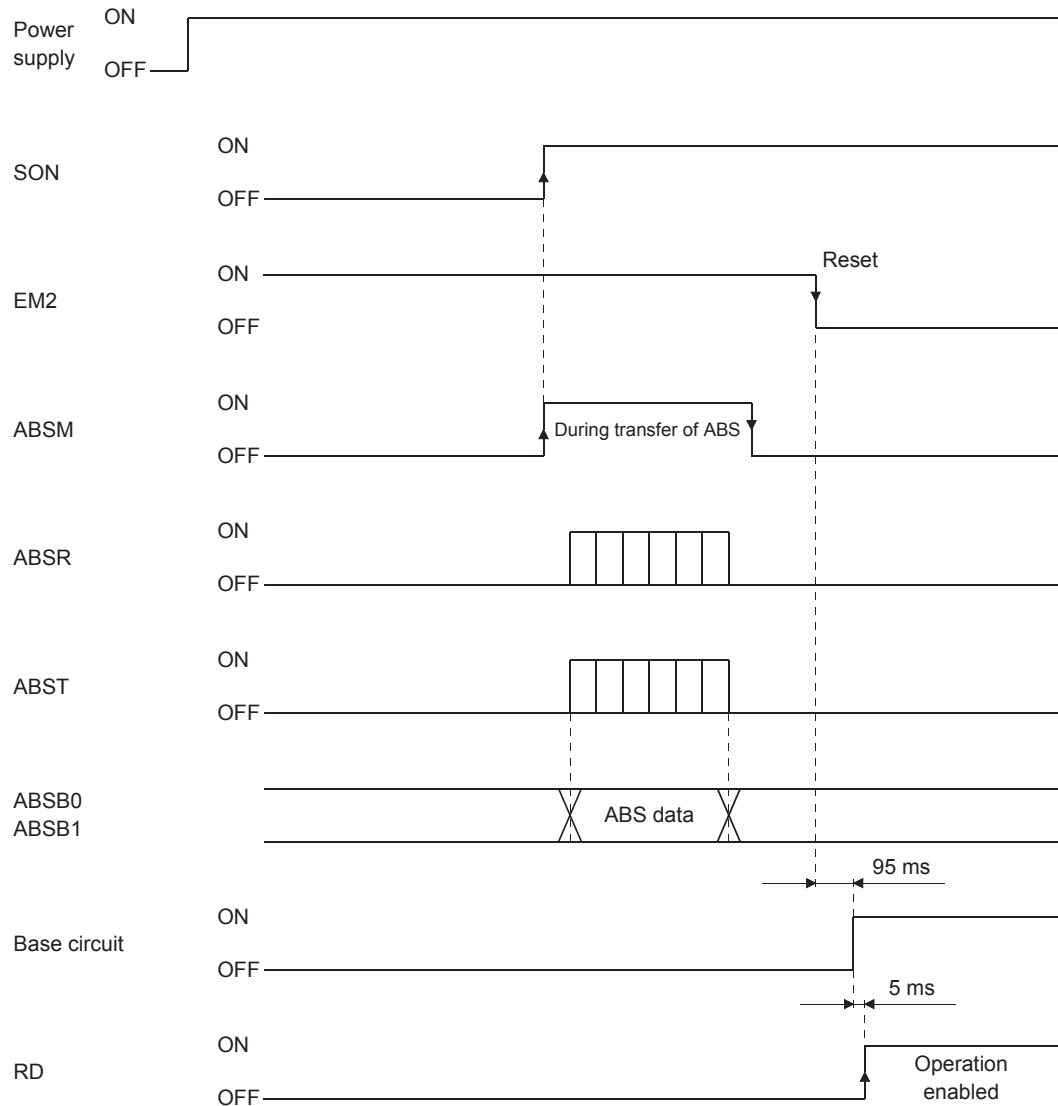 Power
supply
ON
OFF
SON
ON
OFF
EM2
ON
OFF
Reset
ABSM
ON
OFF
During transfer of ABS
ABSR
ON
OFF
ABST
ON
OFF
ABSB0
ABSB1
ABS data
95 ms
Base circuit
ON
OFF
5 ms
RD
ON
OFF
Operation
enabled